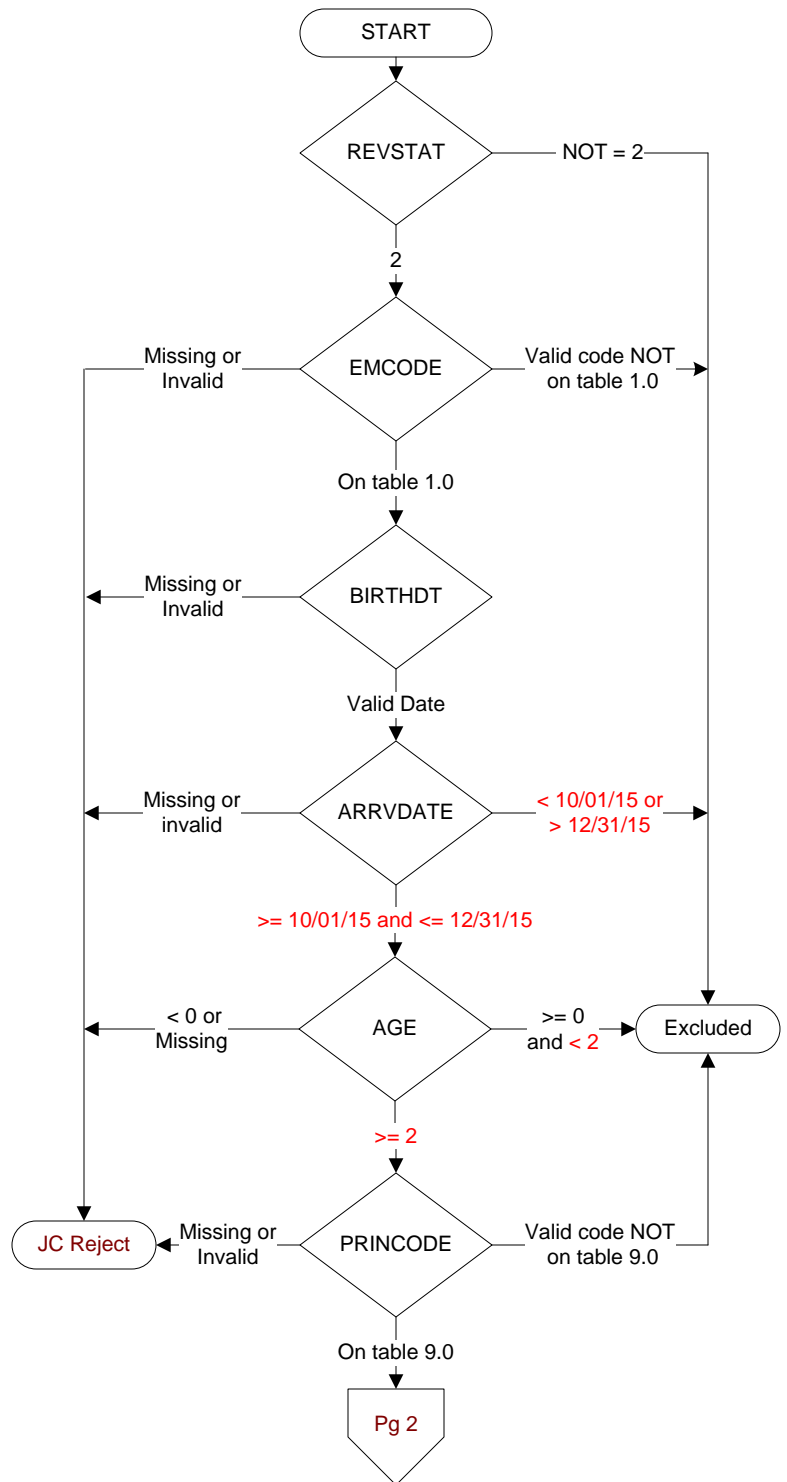 START
REVSTAT
NOT = 2
2
Missing or
Invalid
EMCODE
Valid code NOT
on table 1.0
On table 1.0
Missing or
Invalid
BIRTHDT
Valid Date
Missing or
invalid
ARRVDATE
< 10/01/15 or
> 12/31/15
>= 10/01/15 and <= 12/31/15
< 0 or
Missing
AGE
>= 0
and < 2
Excluded
>= 2
JC Reject
Missing or
Invalid
PRINCODE
Valid code NOT
on table 9.0
On table 9.0
Pg 2